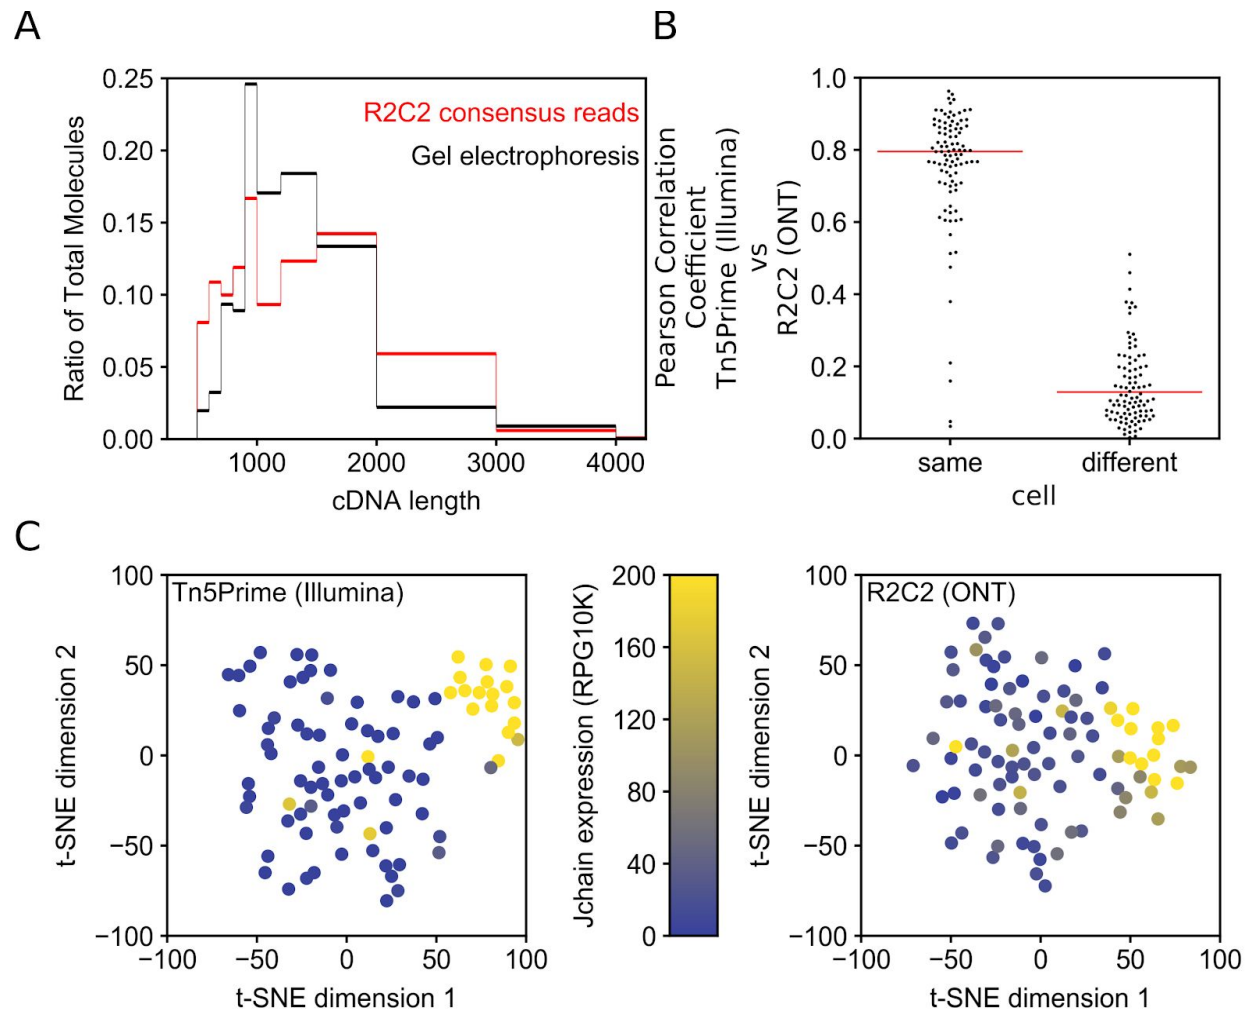 A
0.25
0.20
0.15
0.10
0.05
0.00
Ratio of Total Molecules
R2C2 consensus reads
Gel electrophoresis
1000 2000 3000 4000
cDNA length
B
Pearson Correlation
Coefficient
Tn5Prime (Illumina)
vs
R2C2 (ONT)
1.0
0.8
0.6
0.4
0.2
0.0
same different
cell
C
Tn5Prime (Illumina)
100
50
0
−50
−100
t-SNE dimension 2
−100 −50 0 50 100
t-SNE dimension 1
Jchain expression (RPG10K)
200
160
120
80
40
0
R2C2 (ONT)
100
50
0
−50
−100
t-SNE dimension 2
−100 −50 0 50 100
t-SNE dimension 1